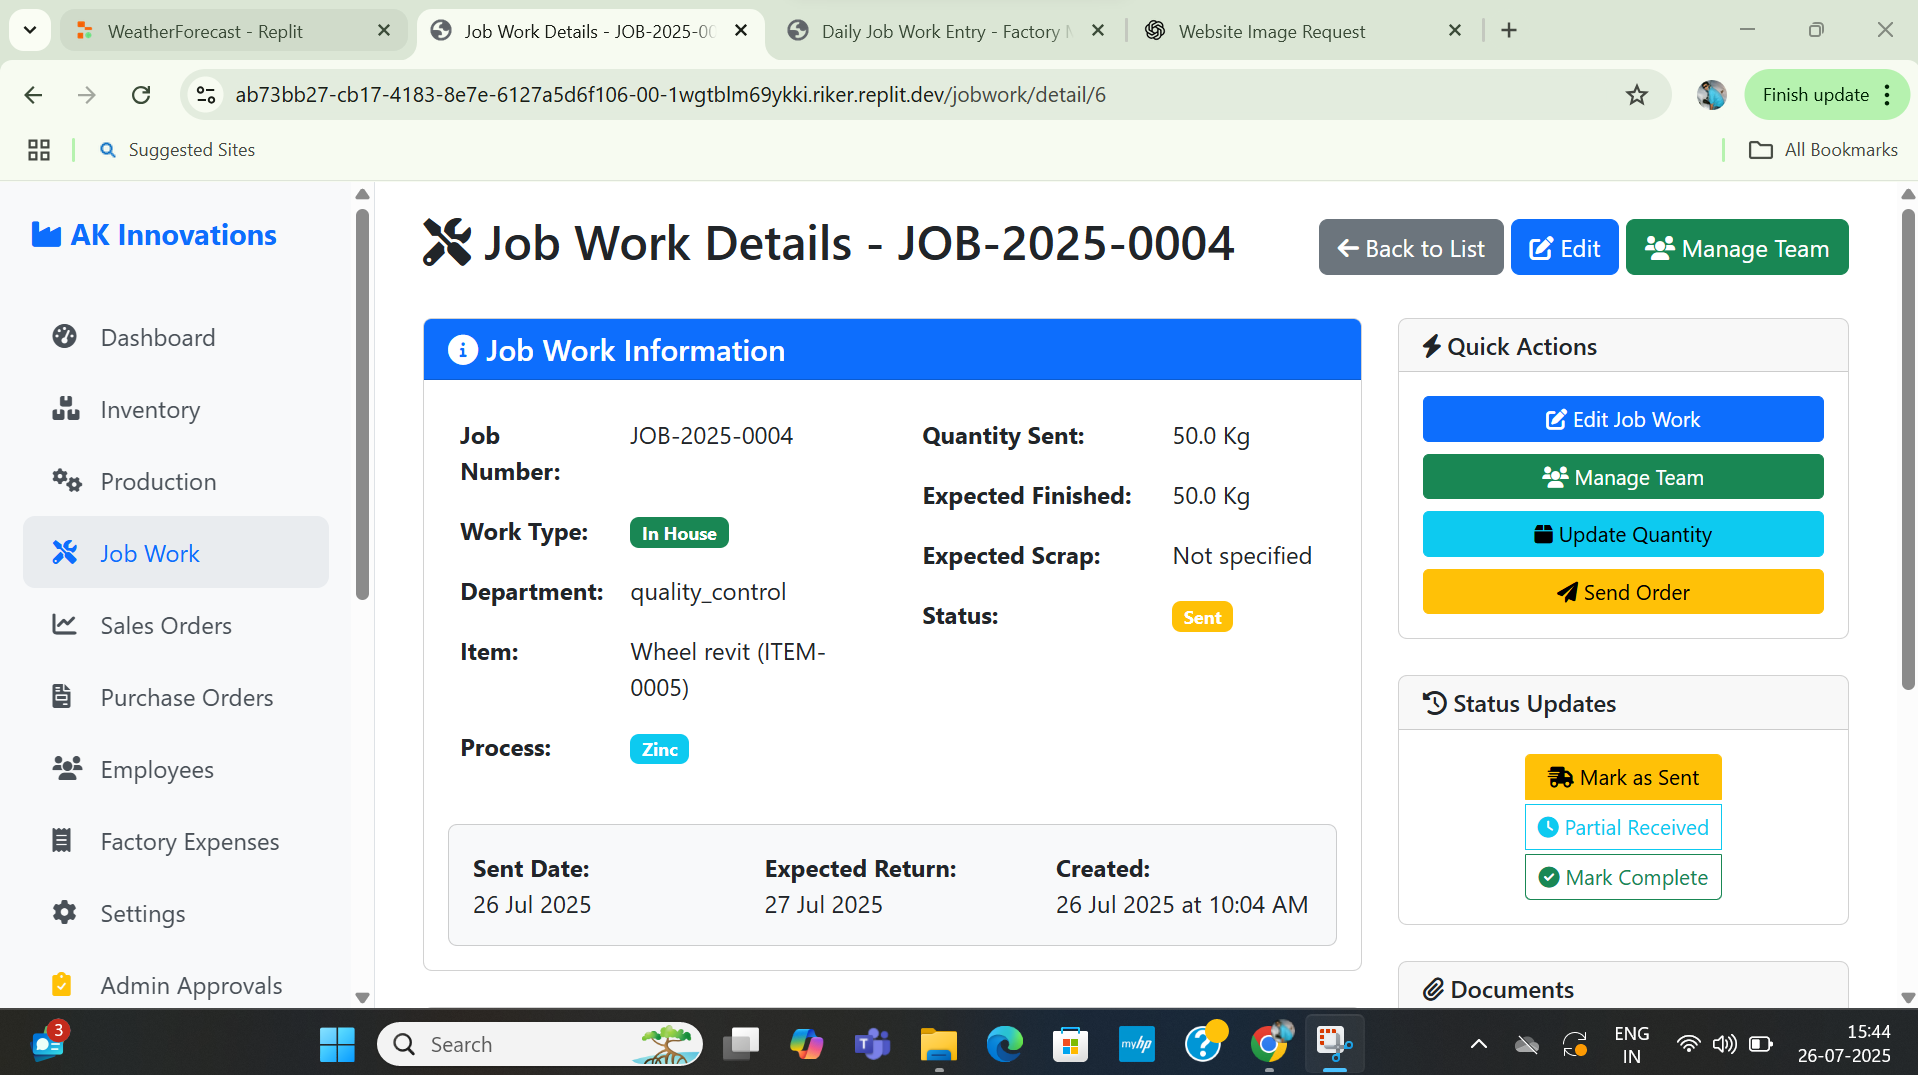 WeatherForecast - Replit
Job Work Details - JOB-2025-00
Daily Job Work Entry - Factory M
Website Image Request
ab73bb27-cb17-4183-8e7e-6127a5d6f106-00-1wgtblm69ykki.riker.replit.dev/jobwork/detail/6
Finish update
Suggested Sites
All Bookmarks
AK Innovations
Dashboard
Inventory
Production
Job Work
Sales Orders
Purchase Orders
Employees
Factory Expenses
Settings
Admin Approvals
Job Work Details - JOB-2025-0004
Back to List
Edit
Manage Team
Job Work Information
Job
Number:
JOB-2025-0004
Work Type:
In House
Department:
quality_control
Item:
Wheel revit (ITEM-
0005)
Process:
Zinc
Quantity Sent:
50.0 Kg
Expected Finished:
50.0 Kg
Expected Scrap:
Not specified
Status:
Sent
Sent Date:
26 Jul 2025
Expected Return:
27 Jul 2025
Created:
26 Jul 2025 at 10:04 AM
Quick Actions
Edit Job Work
Manage Team
Update Quantity
Send Order
Status Updates
Mark as Sent
Partial Received
Mark Complete
Documents
3
Search
T
myhp
?
ENG
IN
15:44
26-07-2025